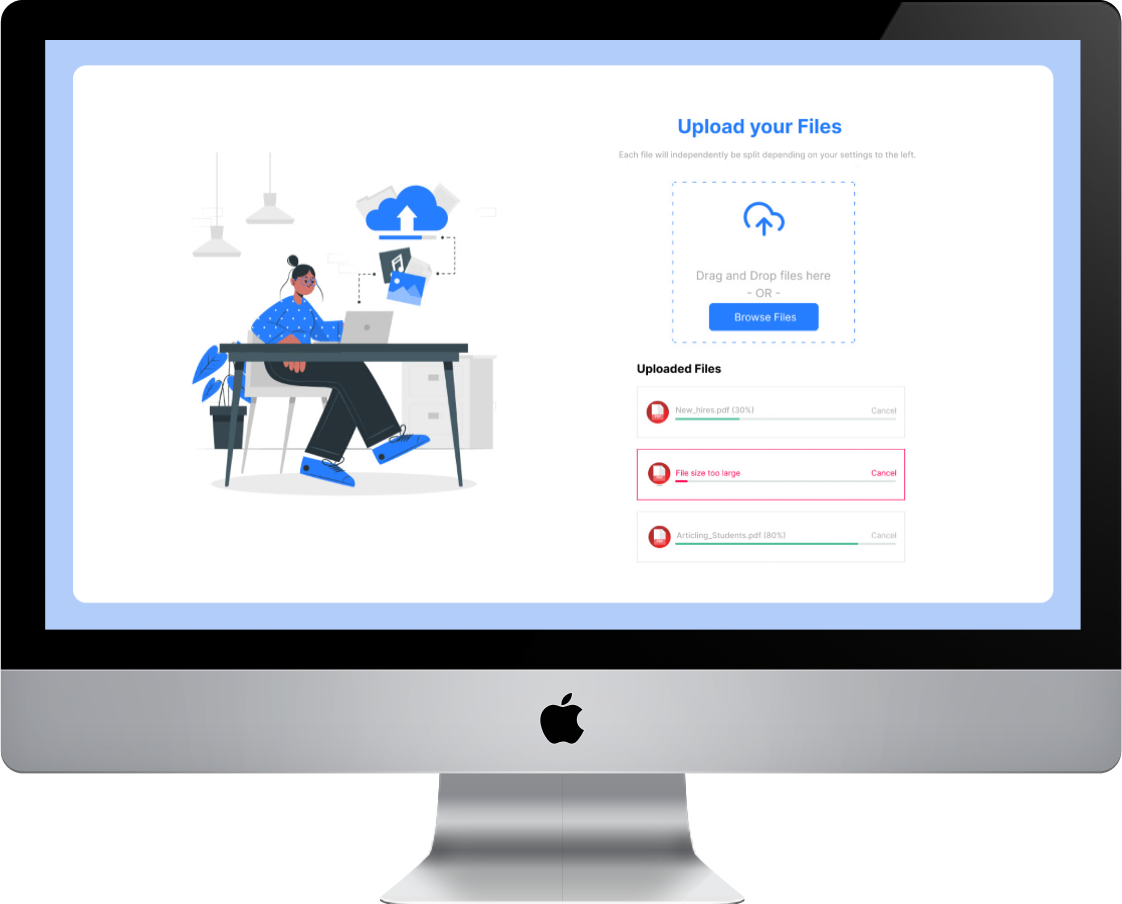 Upload your Files
Each file will independently be split depending on your settings to the left.
Drag and Drop files here
- OR -
Browse Files
Uploaded Files
New_hires.pdf (30%)
Cancel
File size too large
Cancel
Articling_Students.pdf (80%)
Cancel